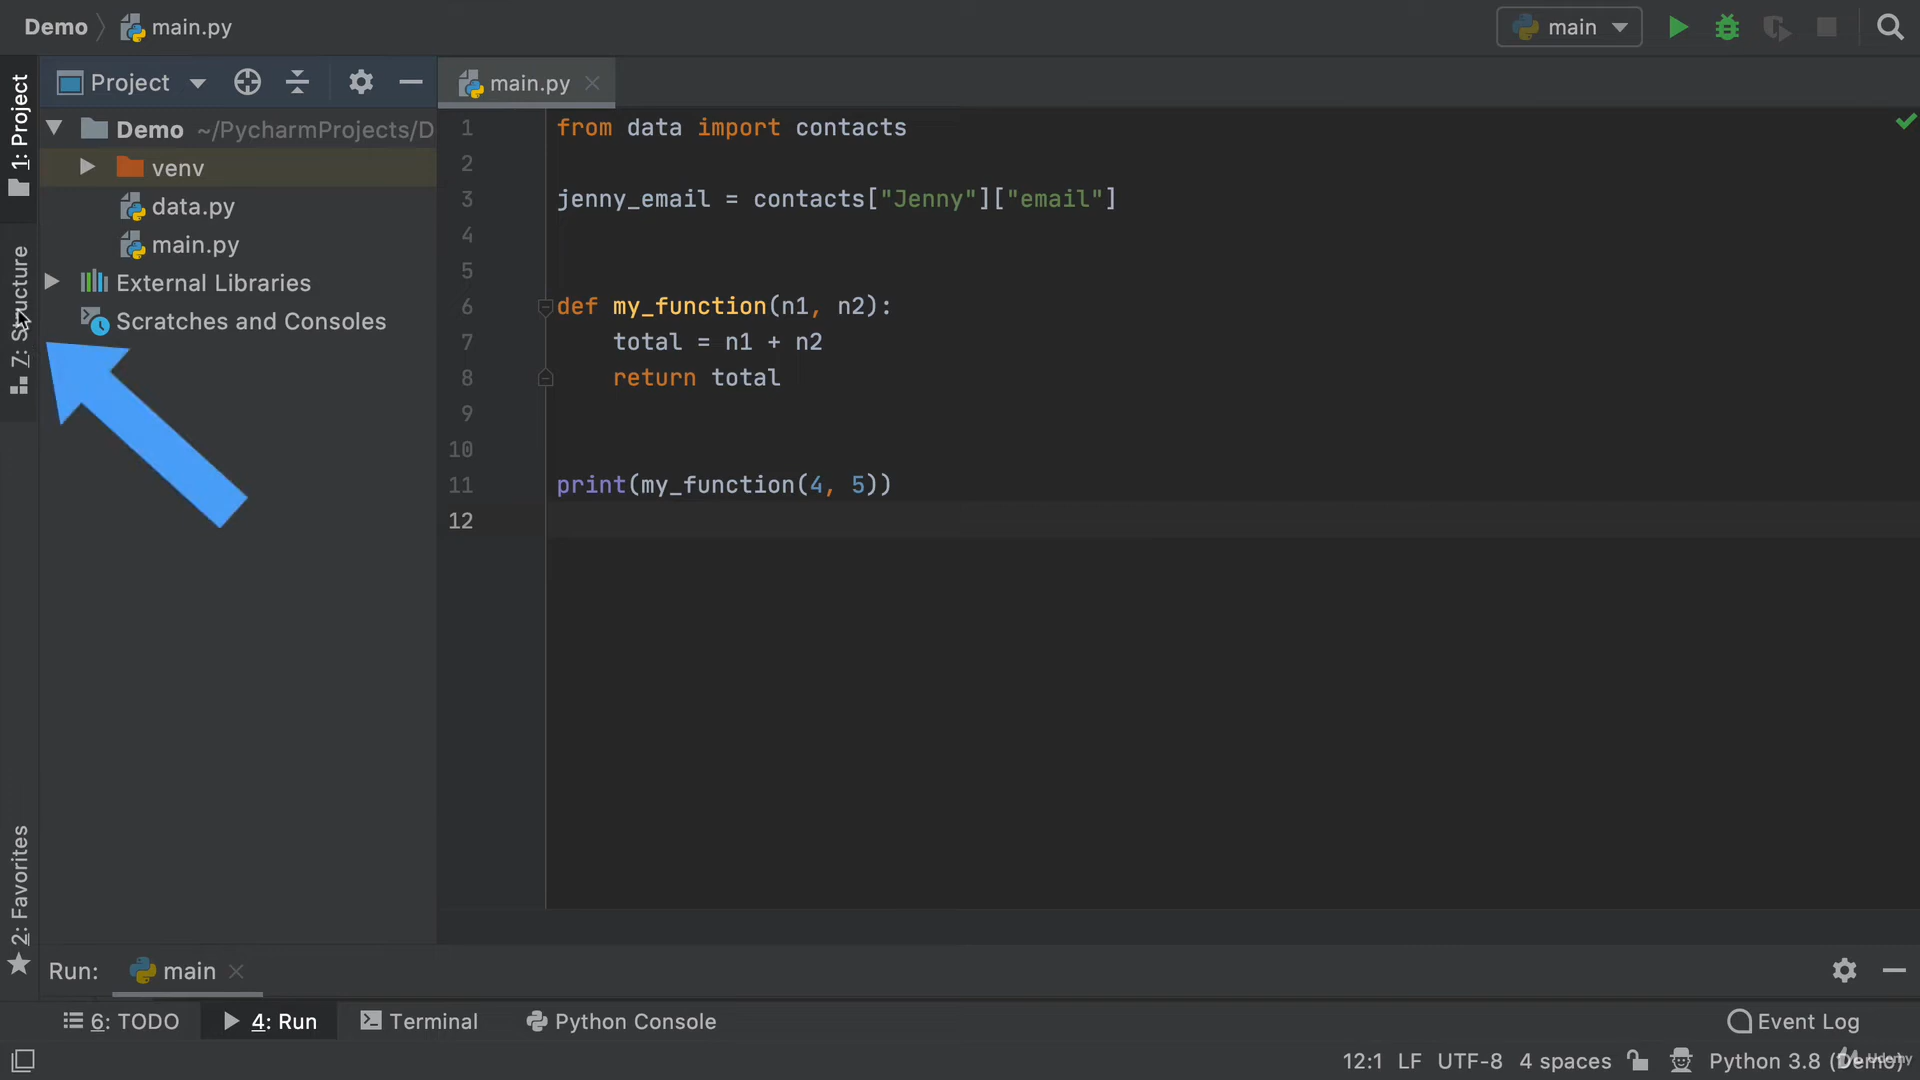 Demo main.py
main
1: Project
Project
main.py
Demo ~/PycharmProjects/D
venv
data.py
main.py
External Libraries
Scratches and Consoles
Z: Structure
2: Favorites
1 from data import contacts
2
3 jenny_email = contacts["Jenny"]["email"]
4
5
6 def my_function(n1, n2):
7 total = n1 + n2
8 return total
9
10
11 print(my_function(4, 5))
12
Run: main
6: TODO 4: Run Terminal Python Console Event Log
12:1 LF UTF-8 4 spaces Python 3.8 (Demo)
Udemy